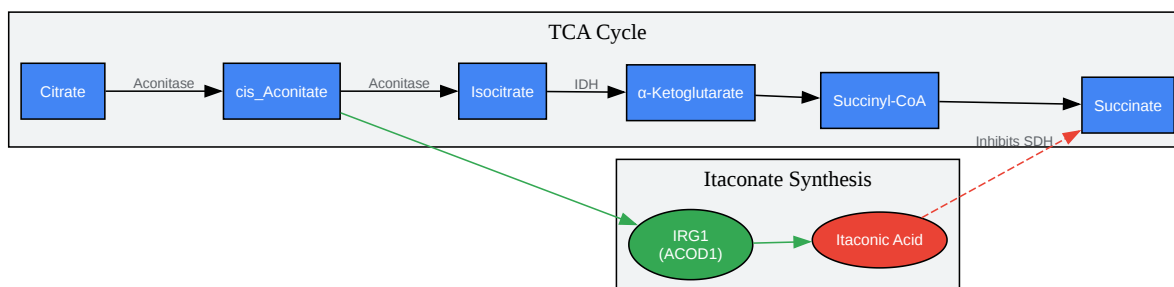 TCA Cycle
Citrate
Aconitase
cis_Aconitate
Aconitase
Isocitrate
IDH
α-Ketoglutarate
Succinyl-CoA
Succinate
Inhibits SDH
Itaconate Synthesis
IRG1
(ACOD1)
Itaconic Acid